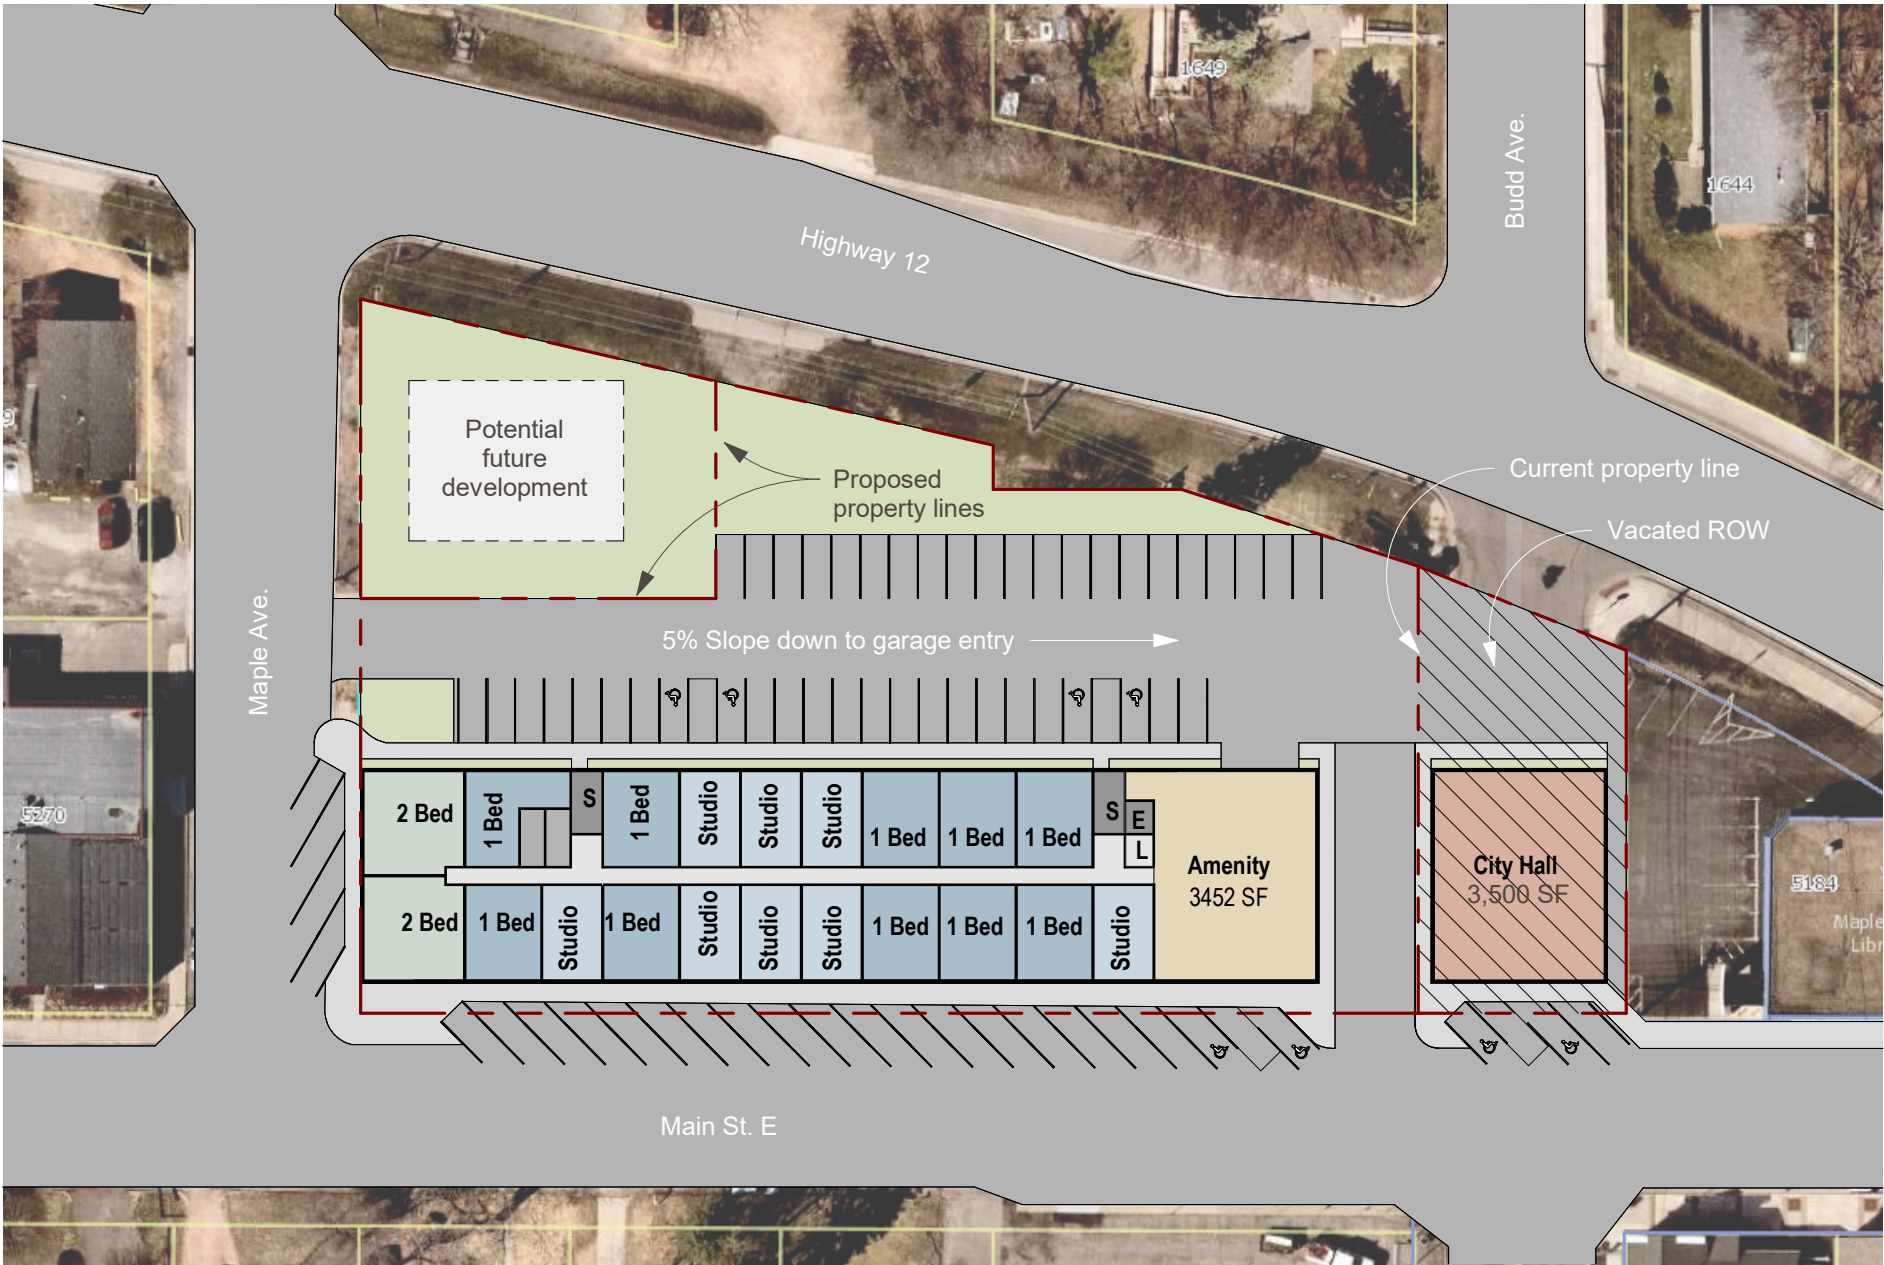 1649
1644
Budd Ave.
Highway 12
Potential
future
development
Proposed
property lines
Current property line
Vacated ROW
Maple Ave.
5% Slope down to garage entry
2 Bed
1 Bed
S
1 Bed
Studio
Studio
Studio
1 Bed
1 Bed
1 Bed
S
E
L
Amenity
3452 SF
City Hall
3,500 SF
2 Bed
1 Bed
Studio
1 Bed
Studio
Studio
Studio
1 Bed
1 Bed
1 Bed
Studio
5270
5184
Maple
Libr
Main St. E
9